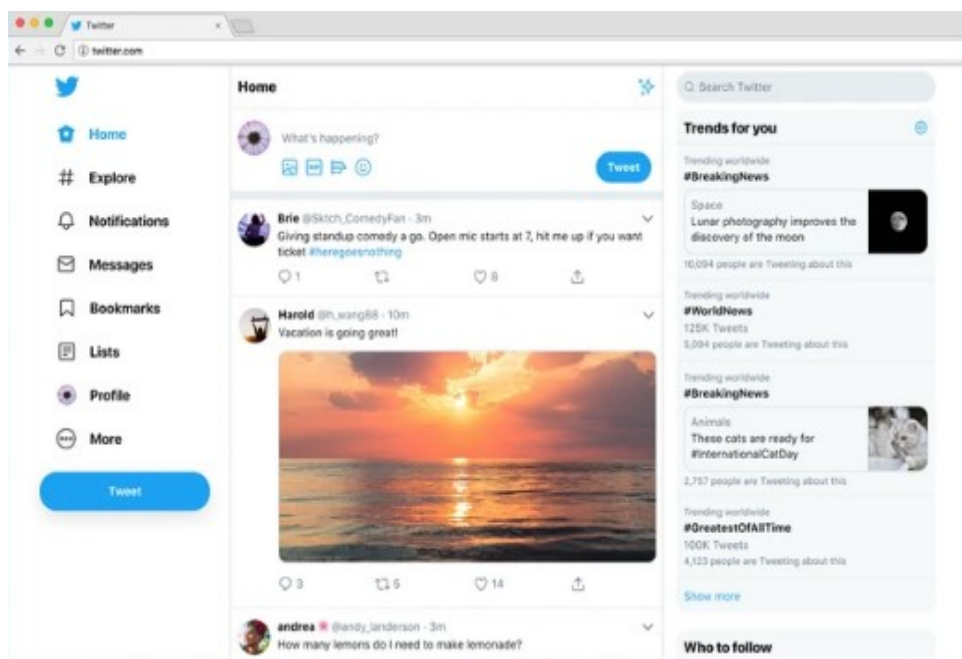 Twitter
twitter.com
Home
Explore
Notifications
Messages
Bookmarks
Lists
Profile
More
Tweet
Home
What's happening?
GIF
Tweet
Brie @Sktch_ComedyFan · 3m
Giving standup comedy a go. Open mic starts at 7, hit me up if you want
ticket #heregoesnothing
1
8
Harold @h_wang88 · 10m
Vacation is going great!
3
5
14
andrea @andy_landerson · 3m
How many lemons do I need to make lemonade?
Search Twitter
Trends for you
Trending worldwide
#BreakingNews
Space
Lunar photography improves the
discovery of the moon
10,094 people are Tweeting about this
Trending worldwide
#WorldNews
125K Tweets
5,094 people are Tweeting about this
Trending worldwide
#BreakingNews
Animals
These cats are ready for
#InternationalCatDay
2,757 people are Tweeting about this
Trending worldwide
#GreatestOfAllTime
100K Tweets
4,123 people are Tweeting about this
Show more
Who to follow